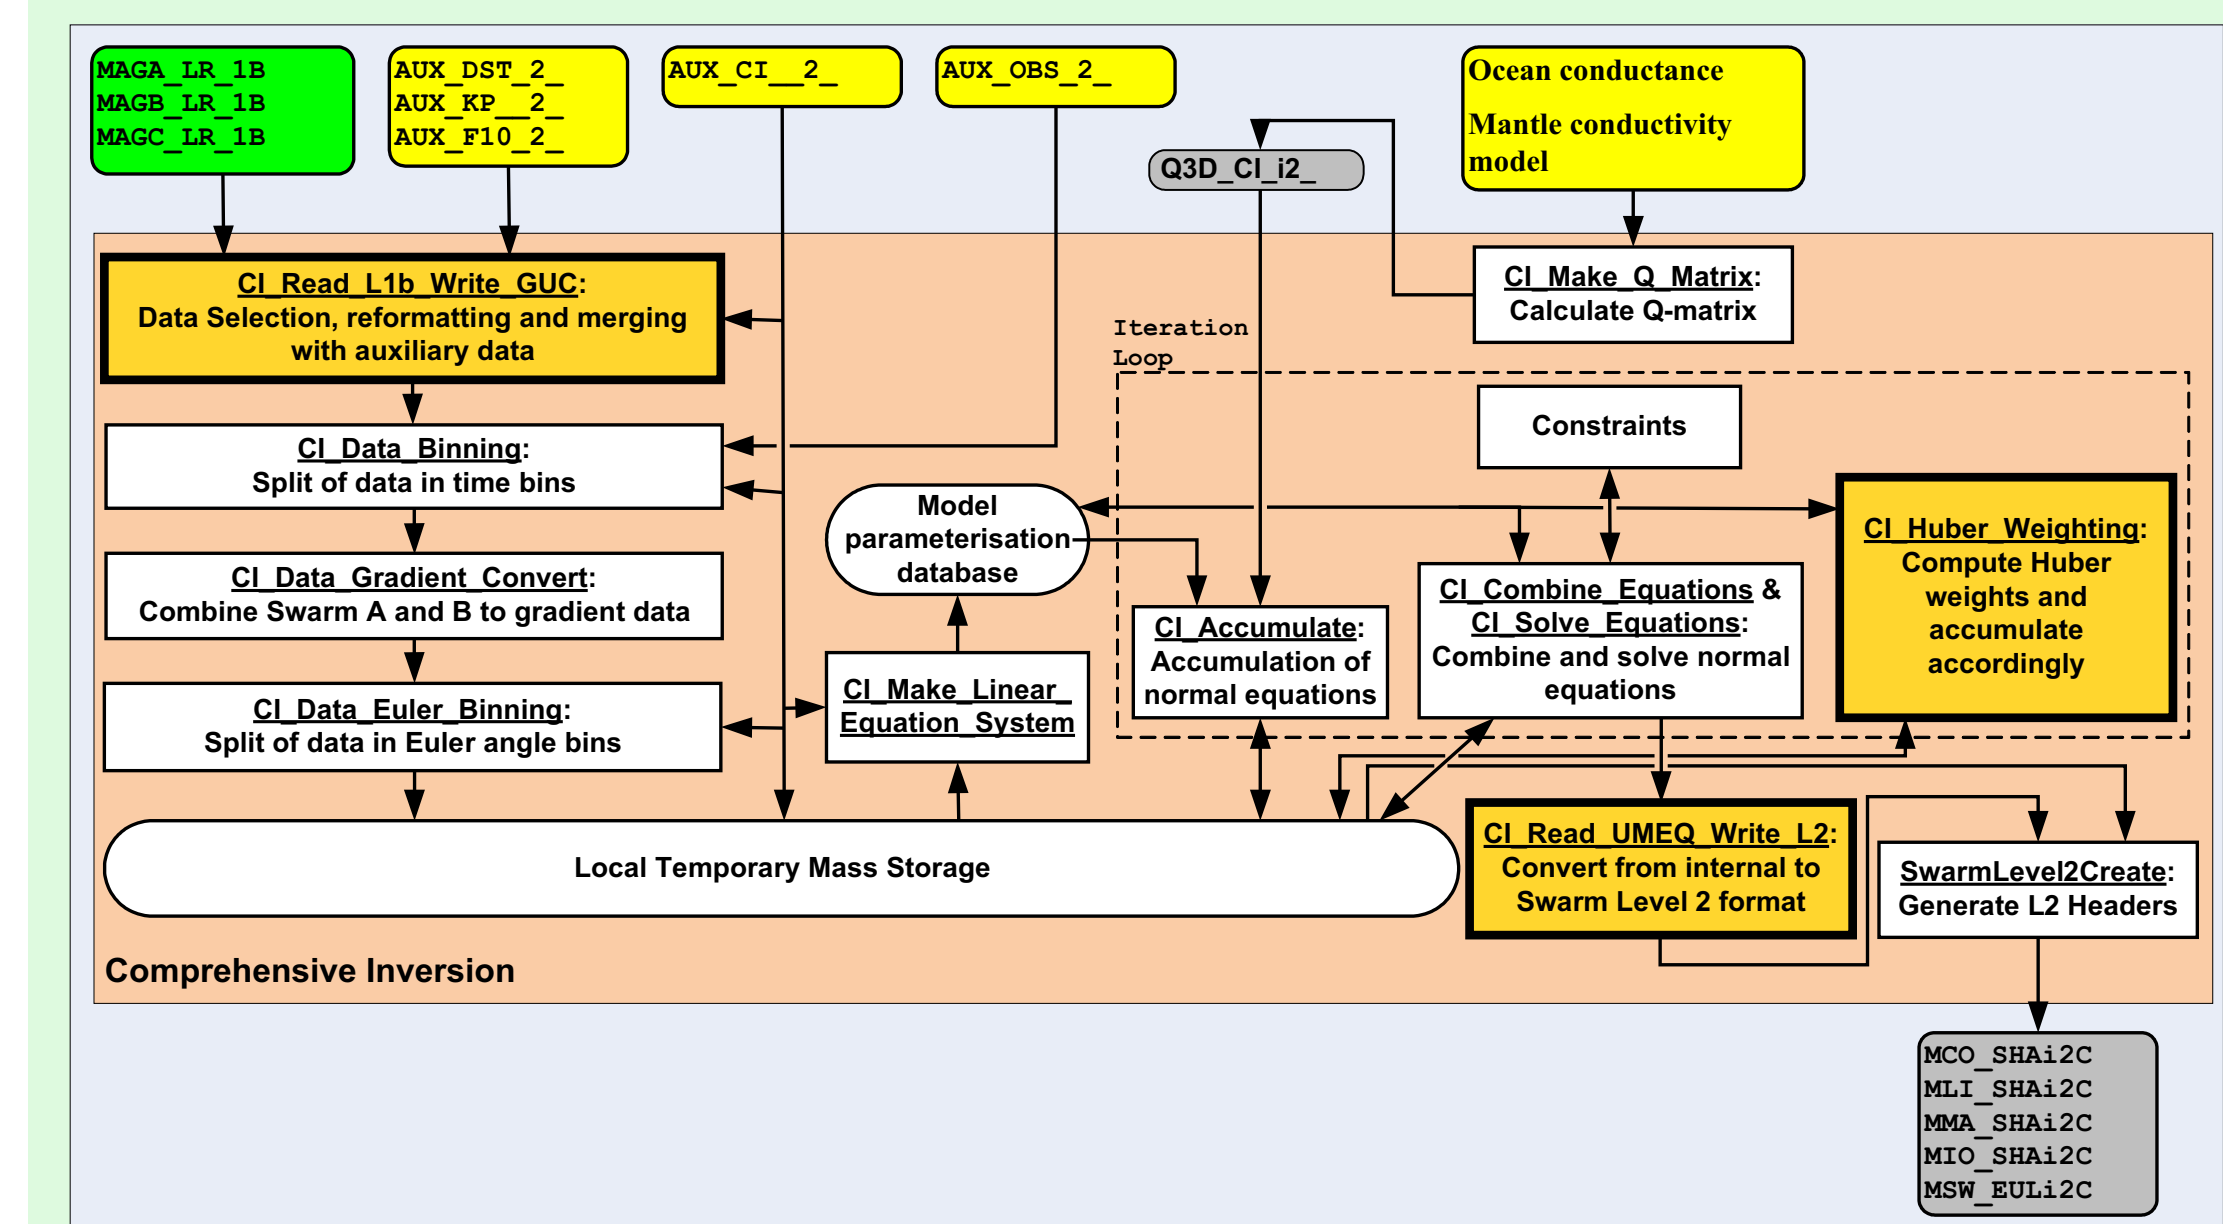 MAGA_LR_1B
MAGB_LR_1B
MAGC_LR_1B
AUX_DST_2_
AUX_KP__2_
AUX_F10_2_
AUX_CI__2_
AUX_OBS_2_
Ocean conductance
Mantle conductivity
model
Q3D_CI_i2_
CI_Read_L1b_Write_GUC:
Data Selection, reformatting and merging
with auxiliary data
CI_Make_Q_Matrix:
Calculate Q-matrix
Iteration
Loop
CI_Data_Binning:
Split of data in time bins
Constraints
Model
parameterisation
database
CI_Huber_Weighting:
Compute Huber
weights and
accumulate
accordingly
CI_Data_Gradient_Convert:
Combine Swarm A and B to gradient data
CI_Combine_Equations &
CI_Solve_Equations:
Combine and solve normal
equations
CI_Accumulate:
Accumulation of
normal equations
CI_Make_Linear_
Equation_System
CI_Data_Euler_Binning:
Split of data in Euler angle bins
Local Temporary Mass Storage
CI_Read_UMEQ_Write_L2:
Convert from internal to
Swarm Level 2 format
SwarmLevel2Create:
Generate L2 Headers
Comprehensive Inversion
MCO_SHAi2C
MLI_SHAi2C
MMA_SHAi2C
MIO_SHAi2C
MSW_EULi2C